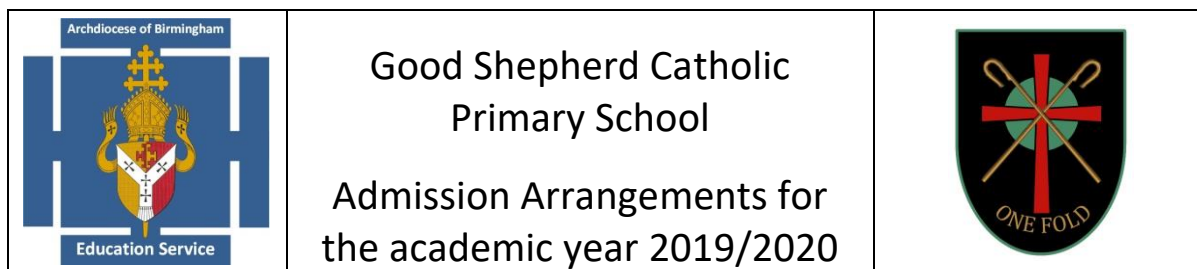 Archdiocese of Birmingham
Education Service
Good Shepherd Catholic
Primary School
Admission Arrangements for
the academic year 2019/2020
ONE FOLD